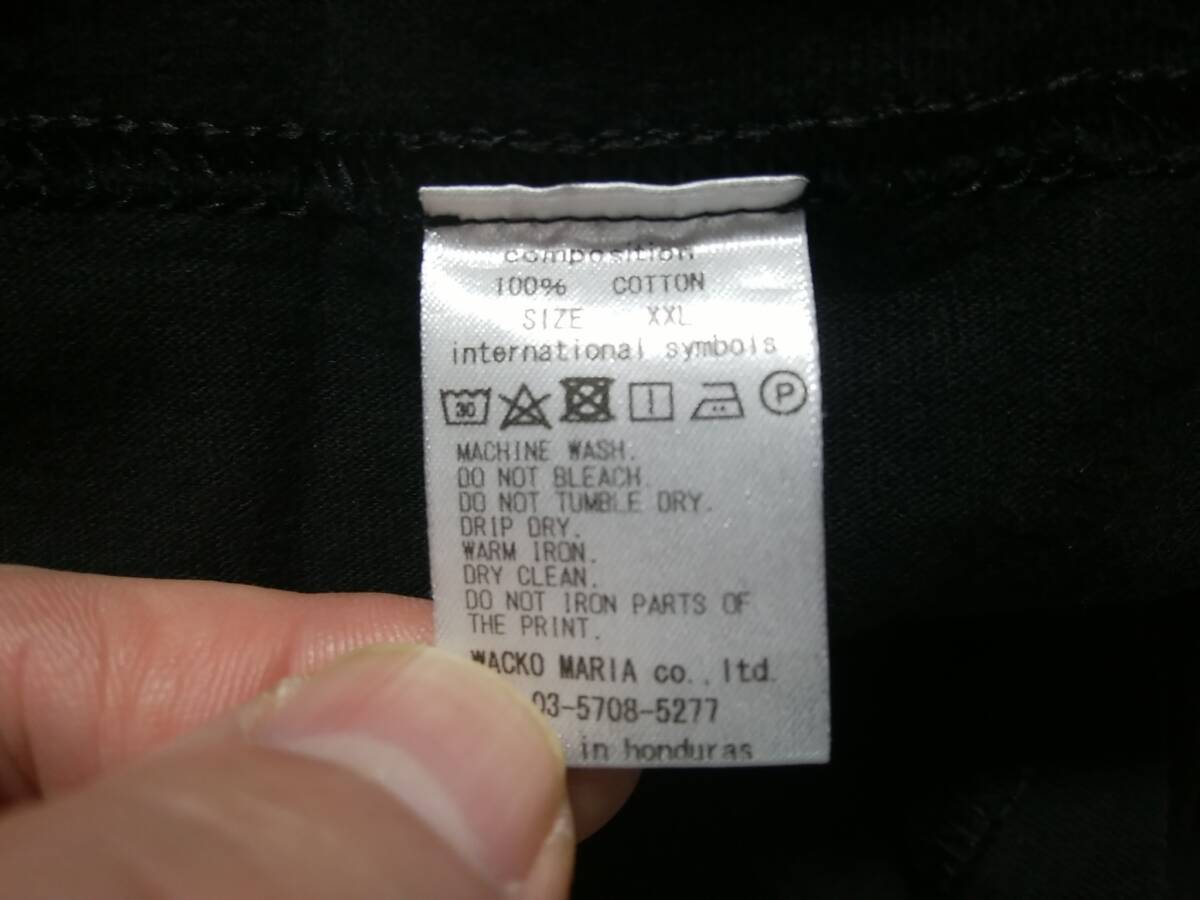 composition
100% COTTON
SIZE XXL
international symbols
30 P
MACHINE WASH.
DO NOT BLEACH.
DO NOT TUMBLE DRY.
DRIP DRY.
WARM IRON.
DRY CLEAN.
DO NOT IRON PARTS OF
THE PRINT.
WACKO MARIA co.,ltd.
03-5708-5277
in honduras